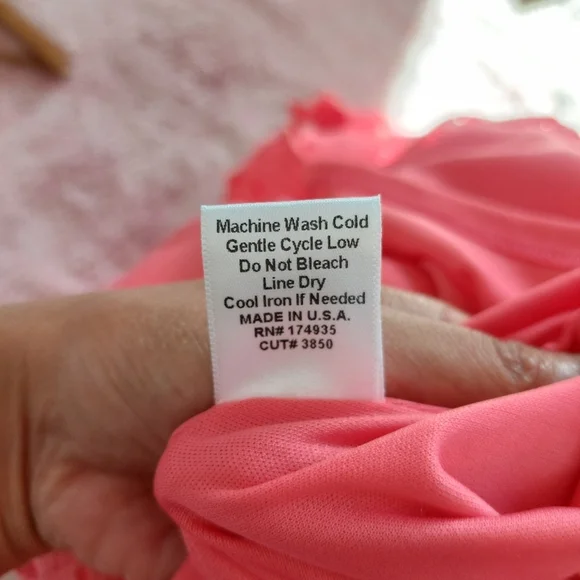 Machine Wash Cold
Gentle Cycle Low
Do Not Bleach
Line Dry
Cool Iron If Needed
MADE IN U.S.A.
RN# 174935
CUT# 3850